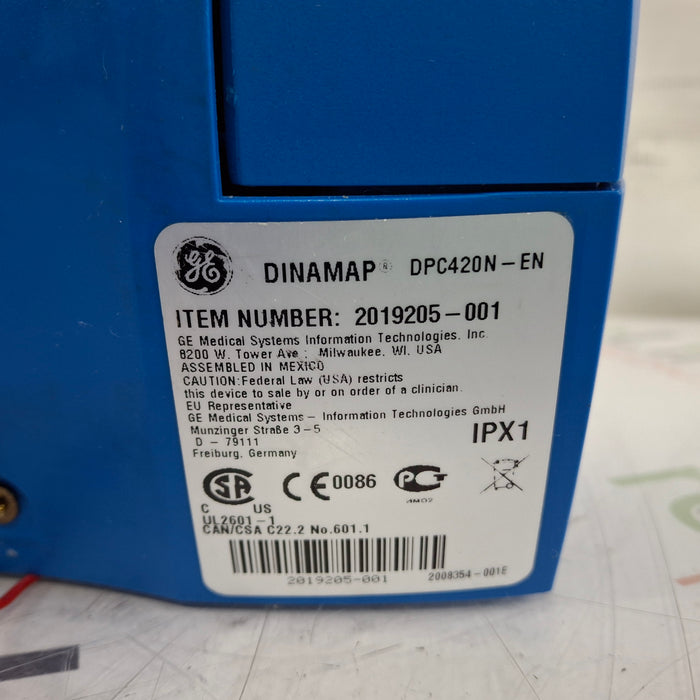 GE DINAMAP® DPC420N-EN
ITEM NUMBER: 2019205-001
GE Medical Systems Information Technologies, Inc.
8200 W. Tower Ave. Milwaukee, WI, USA
ASSEMBLED IN MEXICO
CAUTION:Federal Law (USA) restricts
this device to sale by or on order of a clinician.
EU Representative
GE Medical Systems - Information Technologies GmbH
Munzinger Straße 3-5
D - 79111
Freiburg, Germany
IPX1
SA CE 0086 PCT
C US
4MO2
UL2601-1
CAN/CSA C22.2 No.601.1
2019205-001
2008354-001E